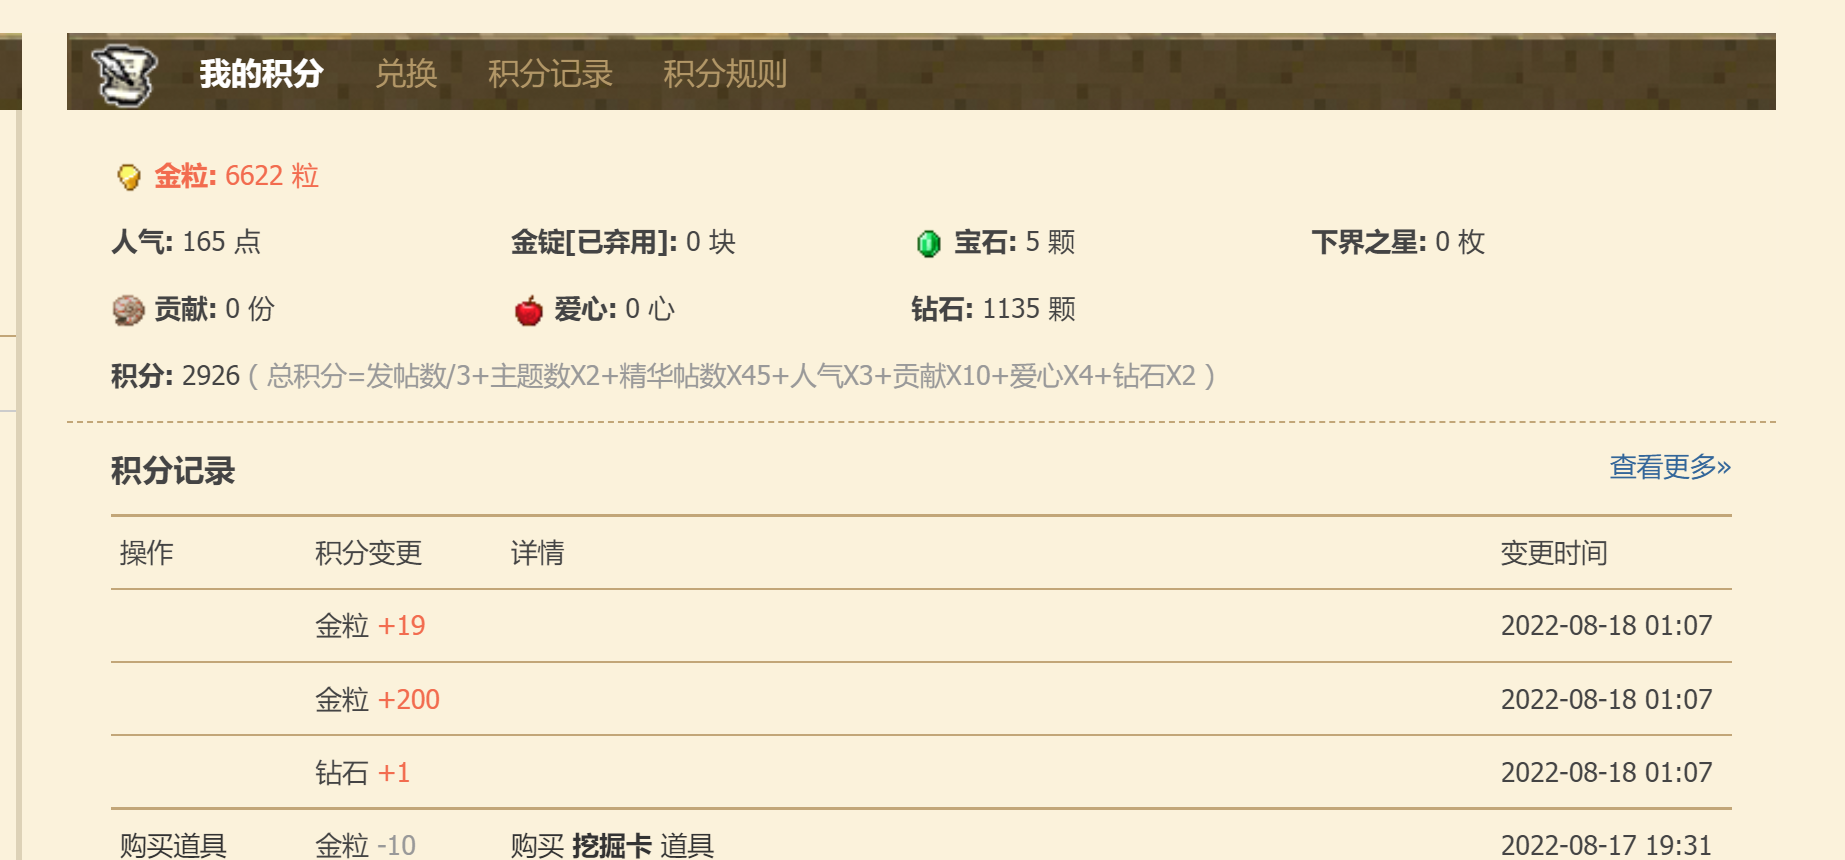 我的积分 兑换 积分记录 积分规则
金粒: 6622 粒
人气: 165 点 金锭[已弃用]: 0 块 宝石: 5 颗 下界之星: 0 枚
贡献: 0 份 爱心: 0 心 钻石: 1135 颗
积分: 2926 ( 总积分=发帖数/3+主题数X2+精华帖数X45+人气X3+贡献X10+爱心X4+钻石X2 )
积分记录 查看更多»
操作 积分变更 详情 变更时间
金粒 +19 2022-08-18 01:07
金粒 +200 2022-08-18 01:07
钻石 +1 2022-08-18 01:07
购买道具 金粒 -10 购买 挖掘卡 道具 2022-08-17 19:31